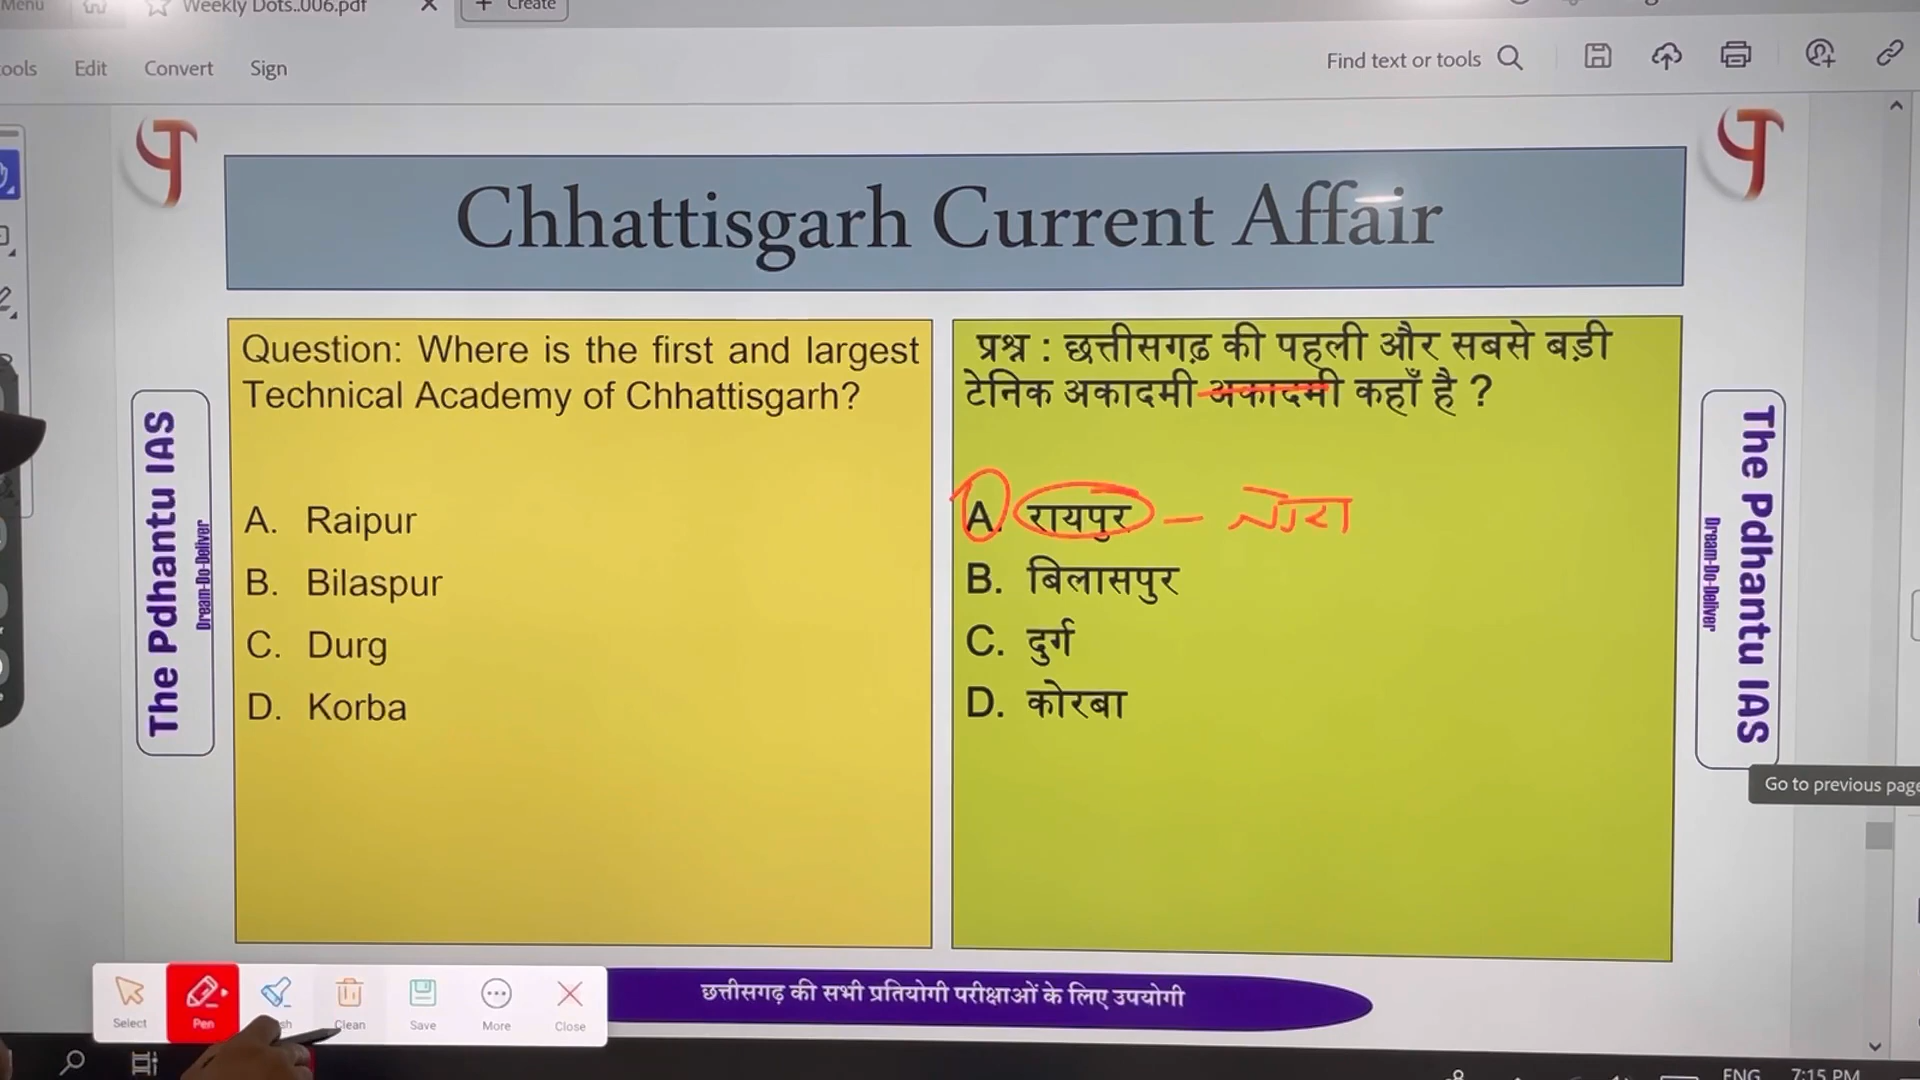 Menu
Weekly Dots..006.pdf
+ Create
ools
Edit
Convert
Sign
Find text or tools
Chhattisgarh Current Affair
Question: Where is the first and largest
Technical Academy of Chhattisgarh?
A. Raipur
B. Bilaspur
C. Durg
D. Korba
प्रश्न : छत्तीसगढ़ की पहली और सबसे बड़ी
टेनिक अकादमी अकादमी कहाँ है ?
A. रायपुर –
B. बिलासपुर
C. दुर्ग
D. कोरबा
The Pdhantu IAS
Dream-Do-Deliver
The Pdhantu IAS
Dream-Do-Deliver
Go to previous page
छत्तीसगढ़ की सभी प्रतियोगी परीक्षाओं के लिए उपयोगी
Select
Pen
Clean
Save
More
Close
ENG
7:15 PM